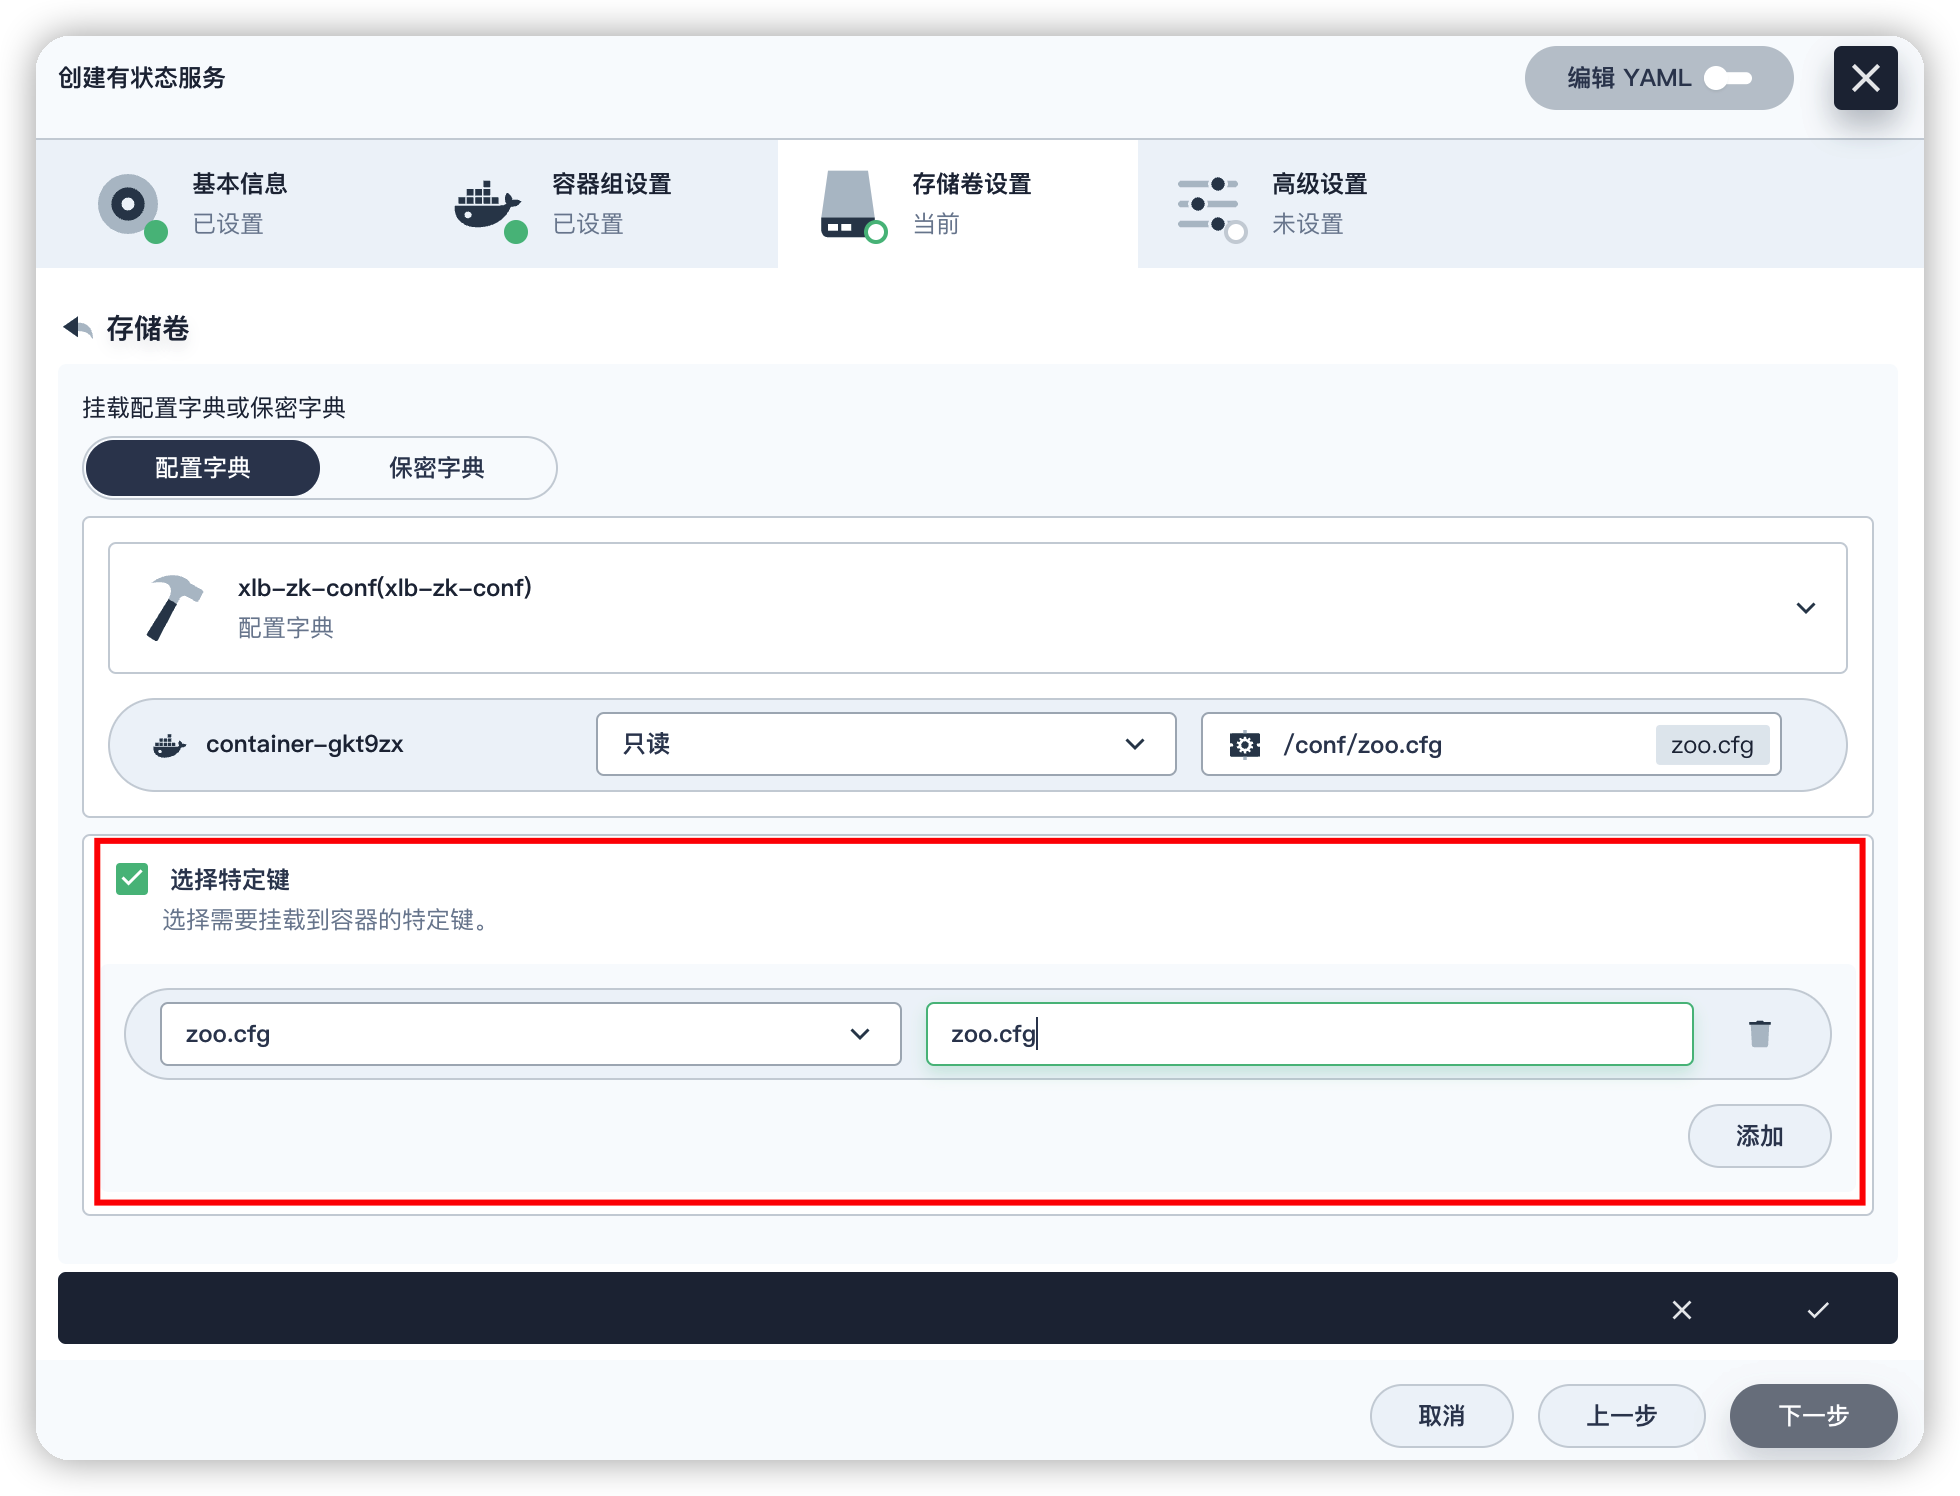 创建有状态服务
编辑 YAML
基本信息
已设置
容器组设置
已设置
存储卷设置
当前
高级设置
未设置
存储卷
挂载配置字典或保密字典
配置字典
保密字典
xlb-zk-conf(xlb-zk-conf)
配置字典
container-gkt9zx
只读
/conf/zoo.cfg
zoo.cfg
选择特定键
选择需要挂载到容器的特定键。
zoo.cfg
zoo.cfg
添加
取消
上一步
下一步